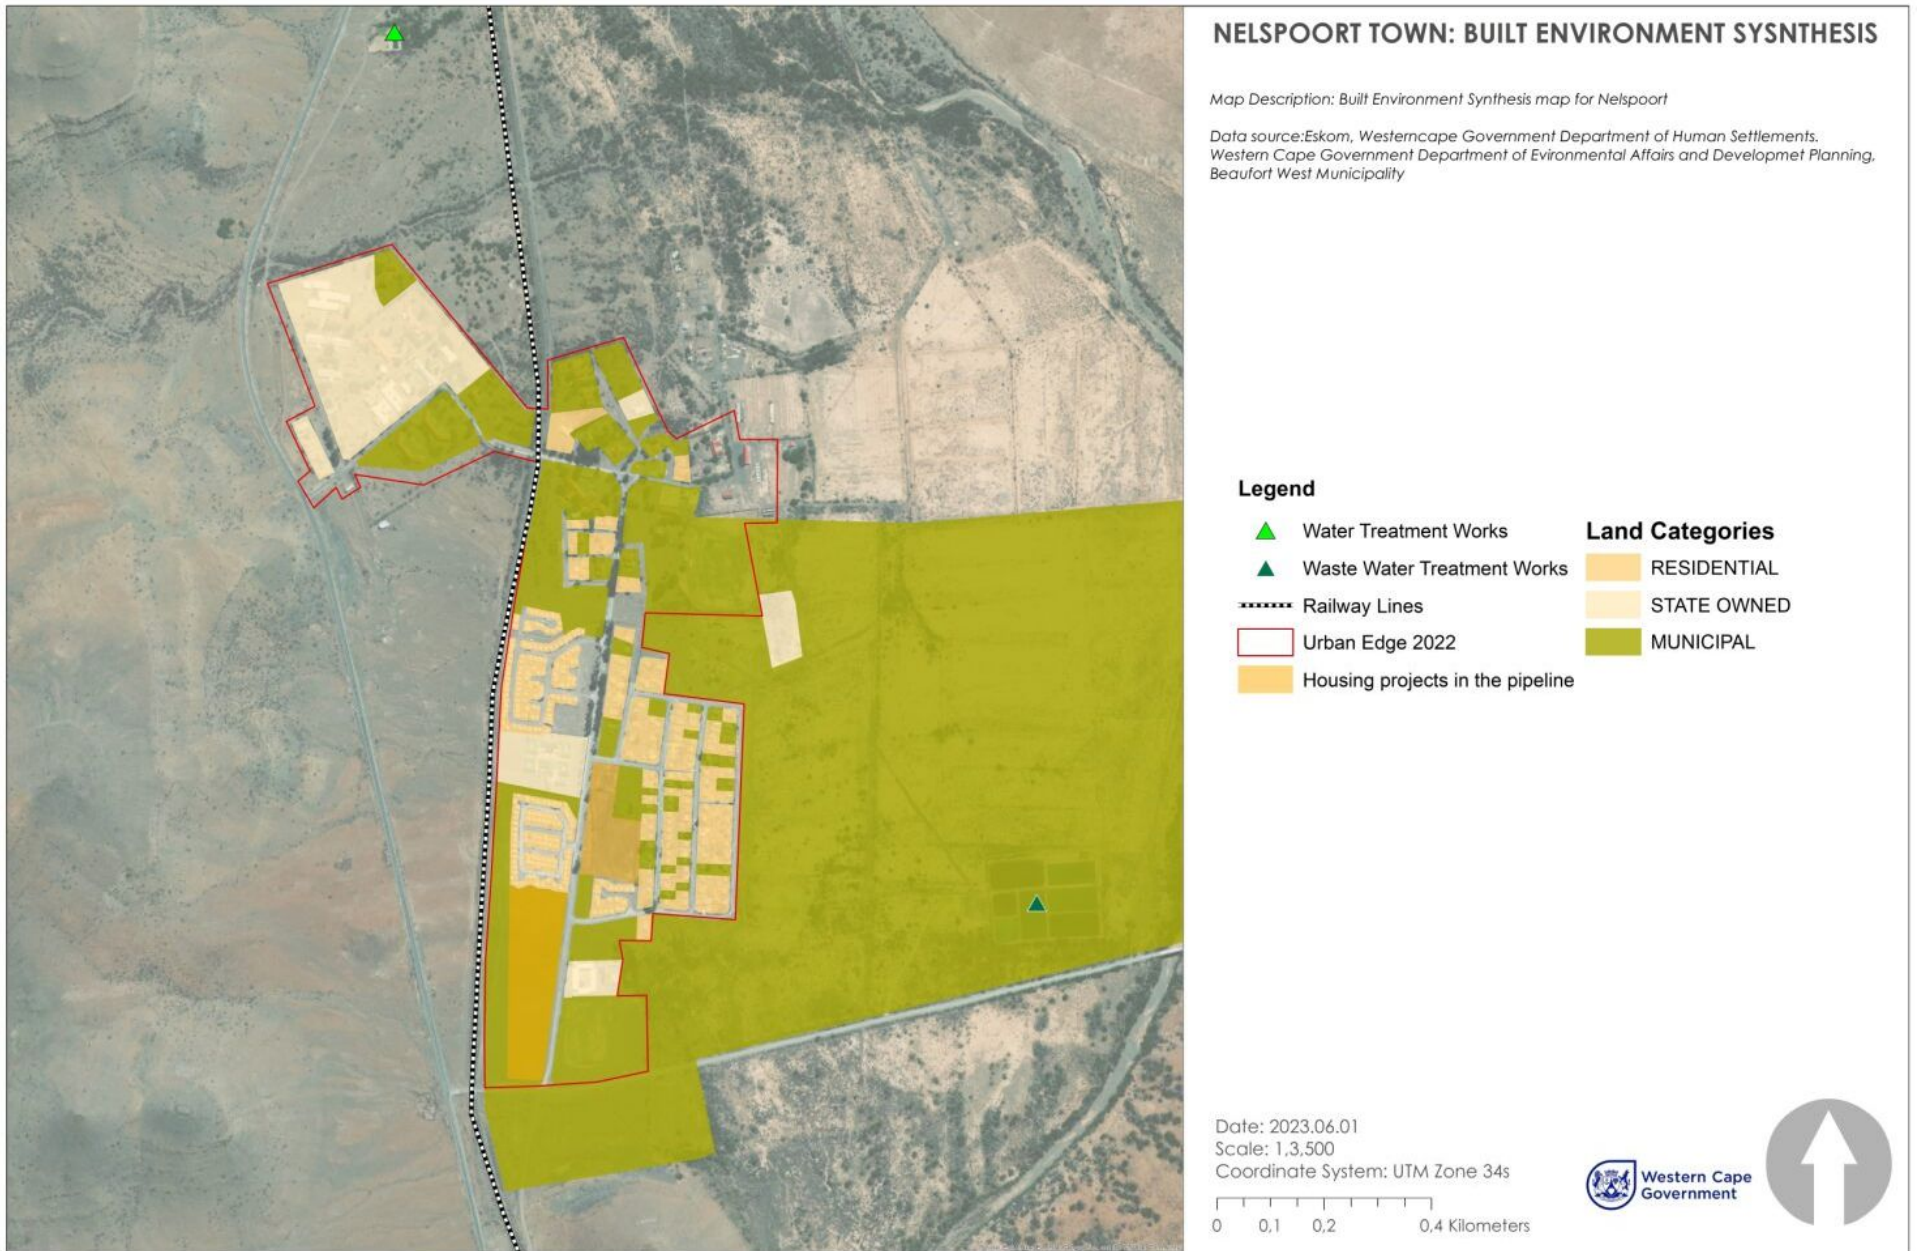 NELSPOORT TOWN: BUILT ENVIRONMENT SYSNTHESIS
Map Description: Built Environment Synthesis map for Nelspoort
Data source:Eskom, Westerncape Government Department of Human Settlements.
Western Cape Government Department of Evironmental Affairs and Developmet Planning,
Beaufort West Municipality
Legend
Water Treatment Works
Waste Water Treatment Works
Railway Lines
Urban Edge 2022
Housing projects in the pipeline
Land Categories
RESIDENTIAL
STATE OWNED
MUNICIPAL
Date: 2023.06.01
Scale: 1,3,500
Coordinate System: UTM Zone 34s
0 0,1 0,2 0,4 Kilometers
Western Cape
Government